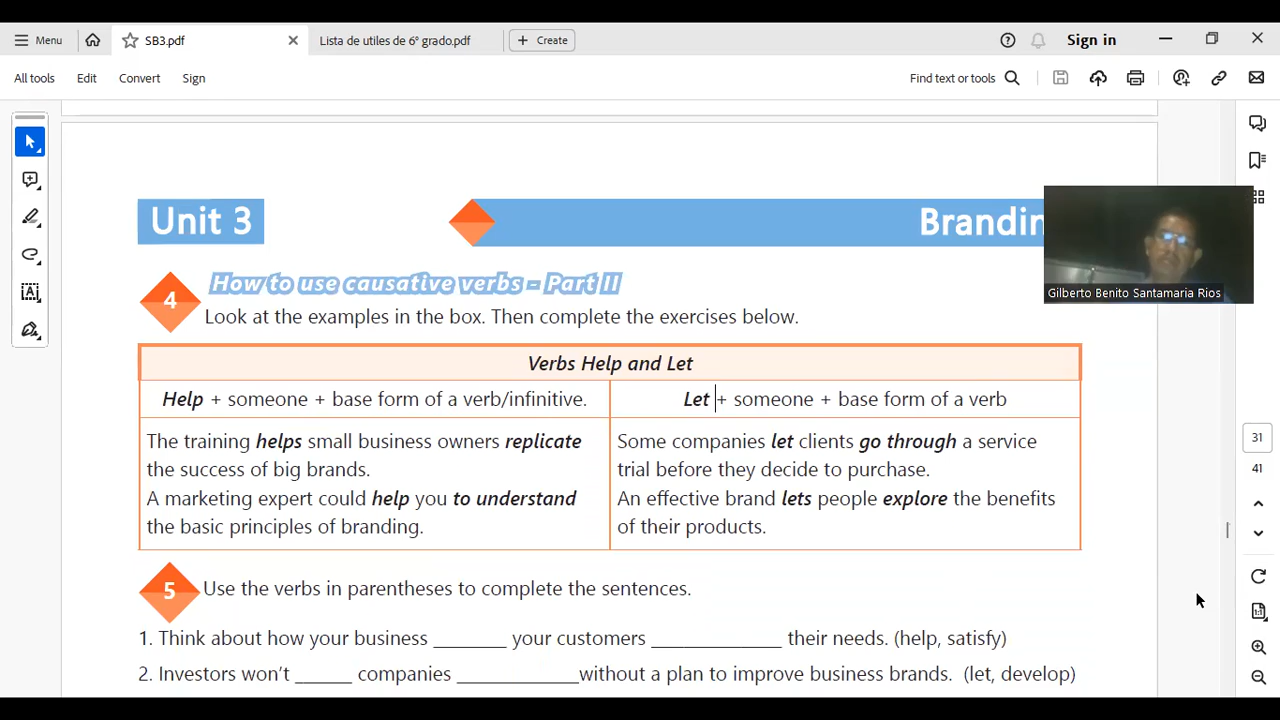 Menu
SB3.pdf
Lista de utiles de 6° grado.pdf
Create
Sign in
All tools
Edit
Convert
Sign
Find text or tools
Unit 3
Brandin
4
How to use causative verbs – Part II
Look at the examples in the box. Then complete the exercises below.
Verbs Help and Let
Help + someone + base form of a verb/infinitive.
Let + someone + base form of a verb
The training helps small business owners replicate
the success of big brands.
A marketing expert could help you to understand
the basic principles of branding.
Some companies let clients go through a service
trial before they decide to purchase.
An effective brand lets people explore the benefits
of their products.
5
Use the verbs in parentheses to complete the sentences.
1. Think about how your business ________ your customers ______________ their needs. (help, satisfy)
2. Investors won’t ______ companies _____________without a plan to improve business brands. (let, develop)
Gilberto Benito Santamaria Rios
31
41